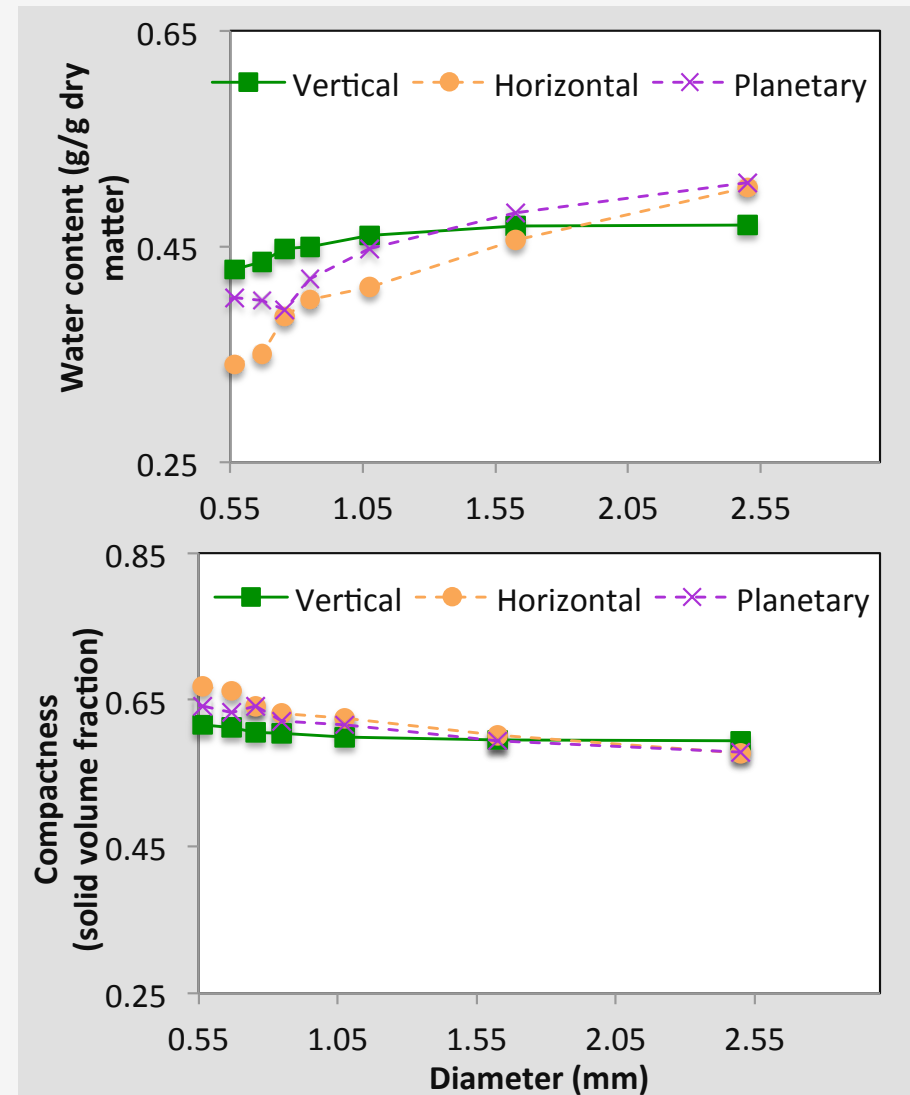 0.65
Vertical Horizontal Planetary
Water content (g/g dry
matter)
0.45
0.25
0.55 1.05 1.55 2.05 2.55
0.85
Vertical Horizontal Planetary
Compactness
(solid volume fraction)
0.65
0.45
0.25
0.55 1.05 1.55 2.05 2.55
Diameter (mm)